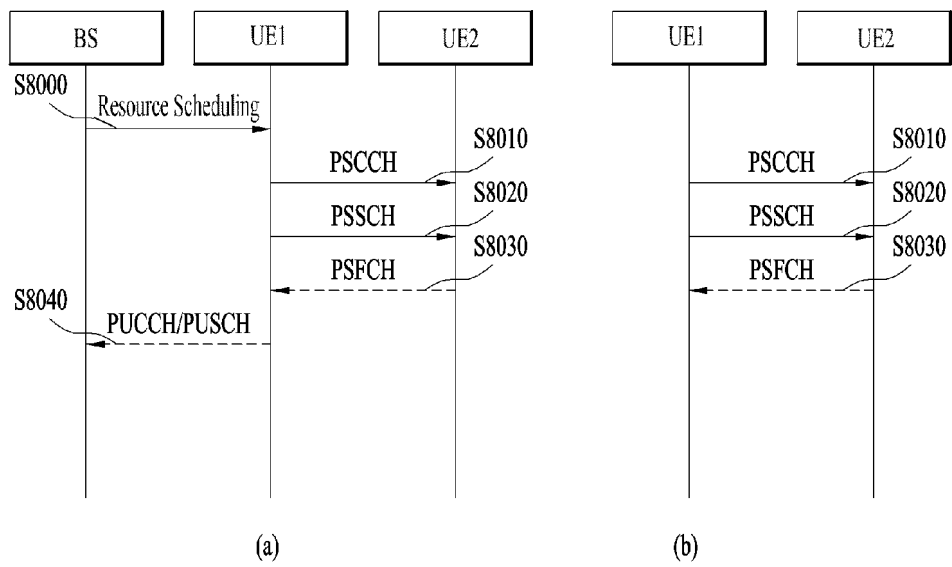 BS
UE1
UE2
S8000
Resource Scheduling
PSCCH
S8010
PSSCH
S8020
PSFCH
S8030
S8040
PUCCH/PUSCH
(a)
UE1
UE2
PSCCH
S8010
PSSCH
S8020
PSFCH
S8030
(b)